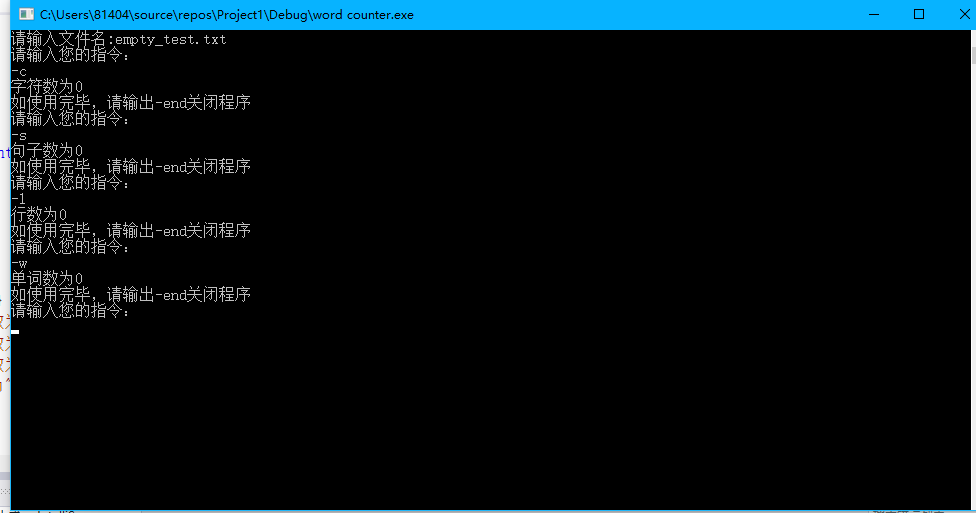 C:\Users\81404\source\repos\Project1\Debug\word counter.exe
请输入文件名:empty_test.txt
请输入您的指令:
-c
字符数为0
如使用完毕，请输出-end关闭程序
请输入您的指令:
-s
句子数为0
如使用完毕，请输出-end关闭程序
请输入您的指令:
-l
行数为0
如使用完毕，请输出-end关闭程序
请输入您的指令:
-w
单词数为0
如使用完毕，请输出-end关闭程序
请输入您的指令: